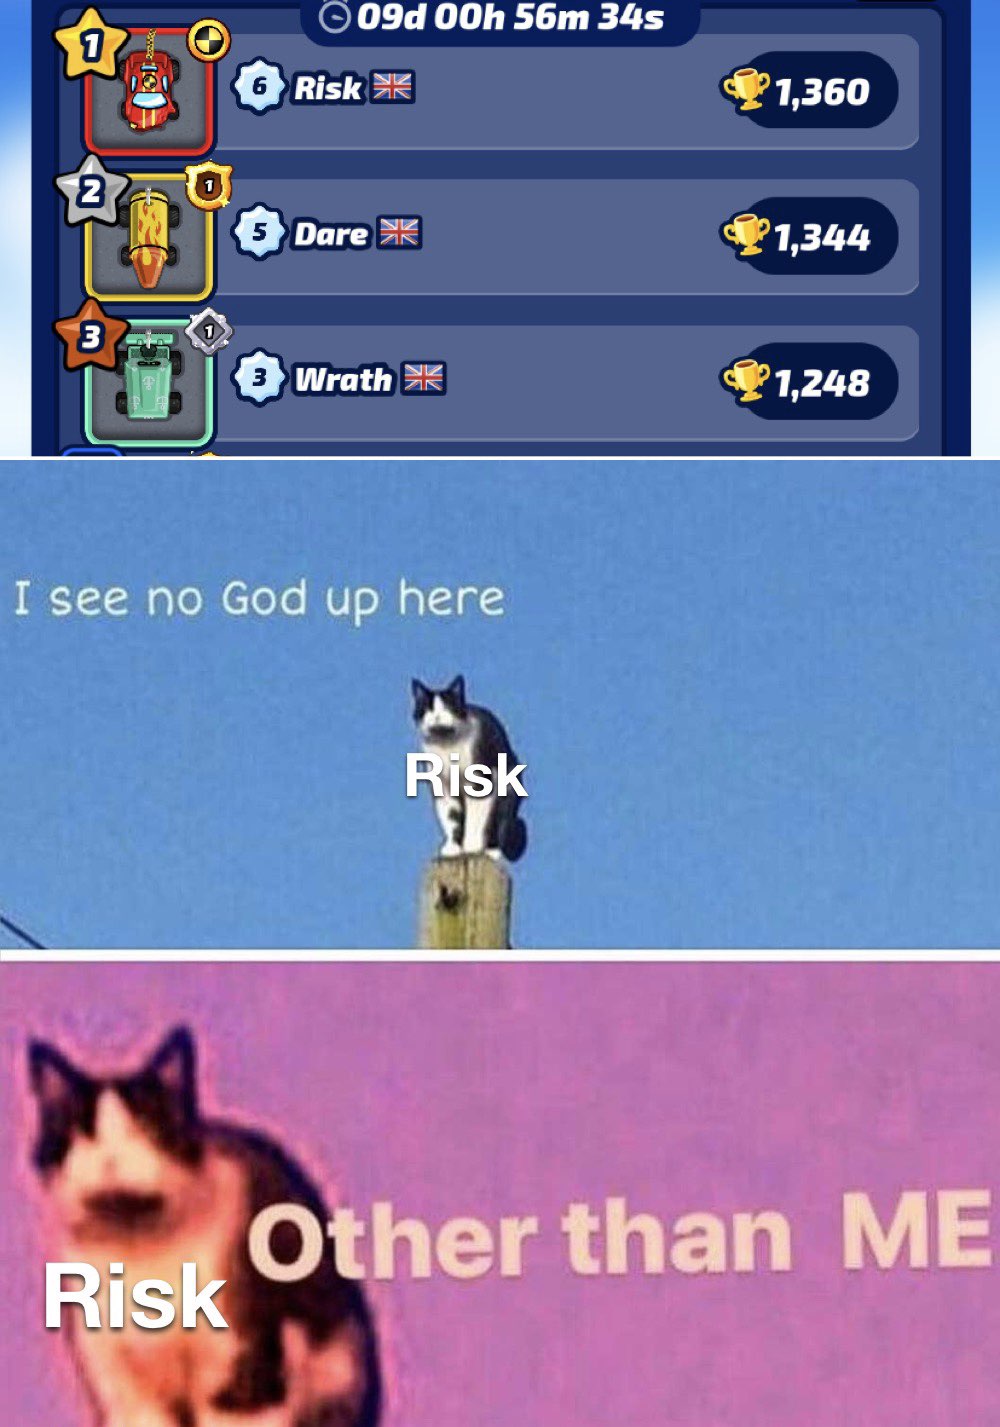 09d 00h 56m 34s
1
6 Risk 1,360
2
1
5 Dare 1,344
3
1
3 Wrath 1,248
I see no God up here
Risk
Other than ME
Risk